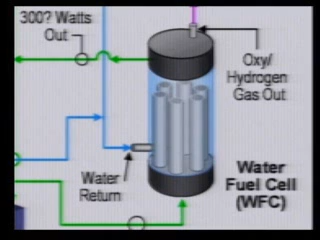 300? Watts
Out
Oxy/
Hydrogen
Gas Out
Water
Return
Water
Fuel Cell
(WFC)